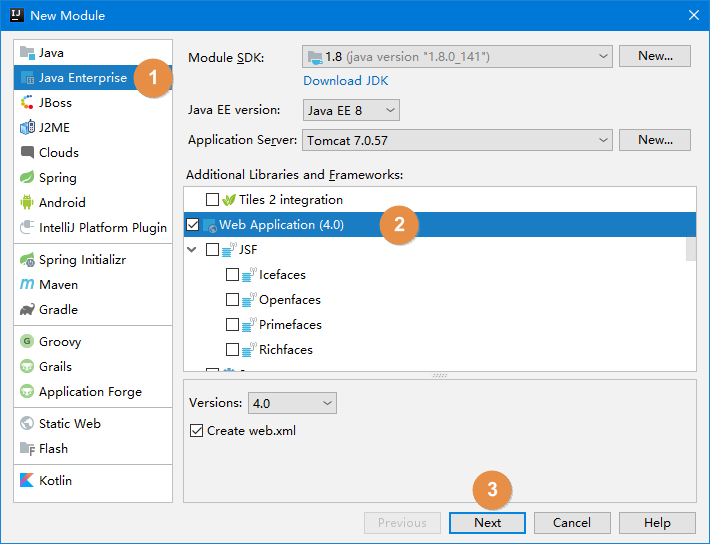 New Module
Java
Java Enterprise
1
JBoss
J2ME
Clouds
Spring
Android
IntelliJ Platform Plugin
Spring Initializr
Maven
Gradle
Groovy
Grails
Application Forge
Static Web
Flash
Kotlin
Module SDK: 1.8 (java version "1.8.0_141") New...
Download JDK
Java EE version: Java EE 8
Application Server: Tomcat 7.0.57 New...
Additional Libraries and Frameworks:
Tiles 2 integration
Web Application (4.0) 2
JSF
Icefaces
Openfaces
Primefaces
Richfaces
Versions: 4.0
Create web.xml
3
Previous Next Cancel Help